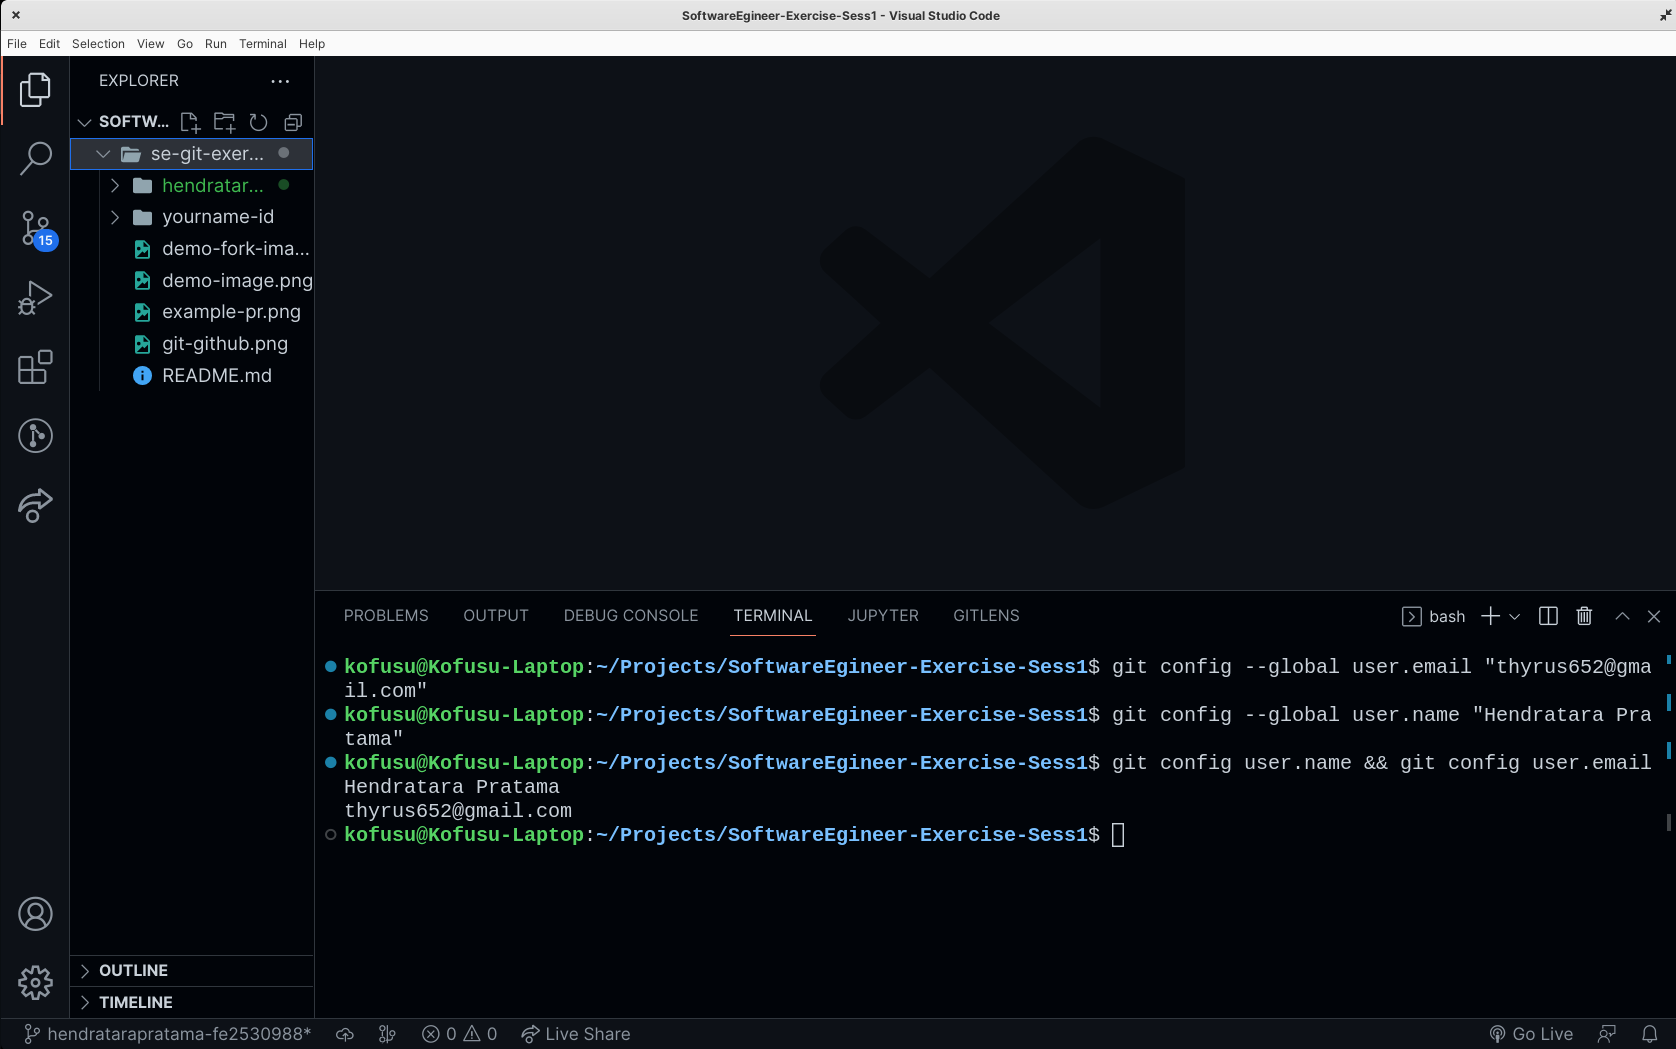 SoftwareEgineer-Exercise-Sess1 - Visual Studio Code
File Edit Selection View Go Run Terminal Help
EXPLORER
SOFTW...
se-git-exer...
hendratar...
yourname-id
demo-fork-ima...
demo-image.png
example-pr.png
git-github.png
README.md
15
PROBLEMS OUTPUT DEBUG CONSOLE TERMINAL JUPYTER GITLENS
bash
kofusu@Kofusu-Laptop:~/Projects/SoftwareEgineer-Exercise-Sess1$ git config --global user.email "thyrus652@gma
il.com"
kofusu@Kofusu-Laptop:~/Projects/SoftwareEgineer-Exercise-Sess1$ git config --global user.name "Hendratara Pra
tama"
kofusu@Kofusu-Laptop:~/Projects/SoftwareEgineer-Exercise-Sess1$ git config user.name && git config user.email
Hendratara Pratama
thyrus652@gmail.com
kofusu@Kofusu-Laptop:~/Projects/SoftwareEgineer-Exercise-Sess1$
OUTLINE
TIMELINE
hendratarapratama-fe2530988* 0 0 Live Share Go Live